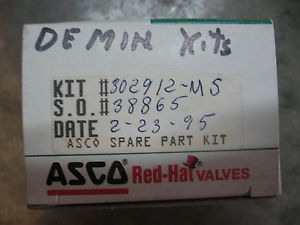 DEMIN Kits
KIT #302912-MS
S.O. #38865
DATE 2-23-95
ASCO SPARE PART KIT
ASCO Red-Hat VALVES